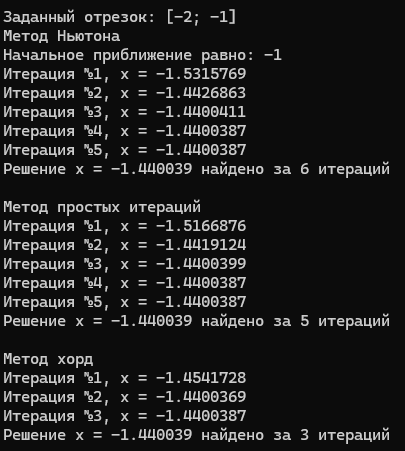 Заданный отрезок: [-2; -1]
Метод Ньютона
Начальное приближение равно: -1
Итерация №1, x = -1.5315769
Итерация №2, x = -1.4426863
Итерация №3, x = -1.4400411
Итерация №4, x = -1.4400387
Итерация №5, x = -1.4400387
Решение x = -1.440039 найдено за 6 итераций

Метод простых итераций
Итерация №1, x = -1.5166876
Итерация №2, x = -1.4419124
Итерация №3, x = -1.4400399
Итерация №4, x = -1.4400387
Итерация №5, x = -1.4400387
Решение x = -1.440039 найдено за 5 итераций

Метод хорд
Итерация №1, x = -1.4541728
Итерация №2, x = -1.4400369
Итерация №3, x = -1.4400387
Решение x = -1.440039 найдено за 3 итераций